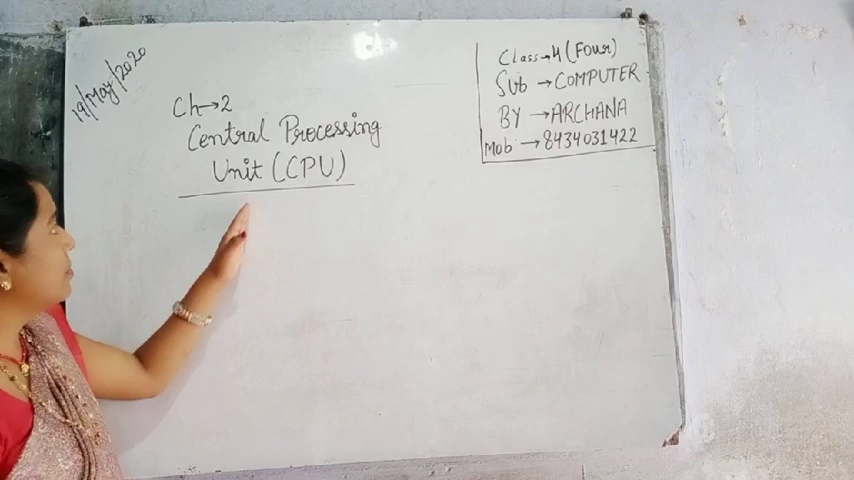 19/May/2020
Ch→2
Central Processing
Unit (CPU)
Class→4 (Four)
Sub → COMPUTER
BY → ARCHANA
Mob → 8434031422